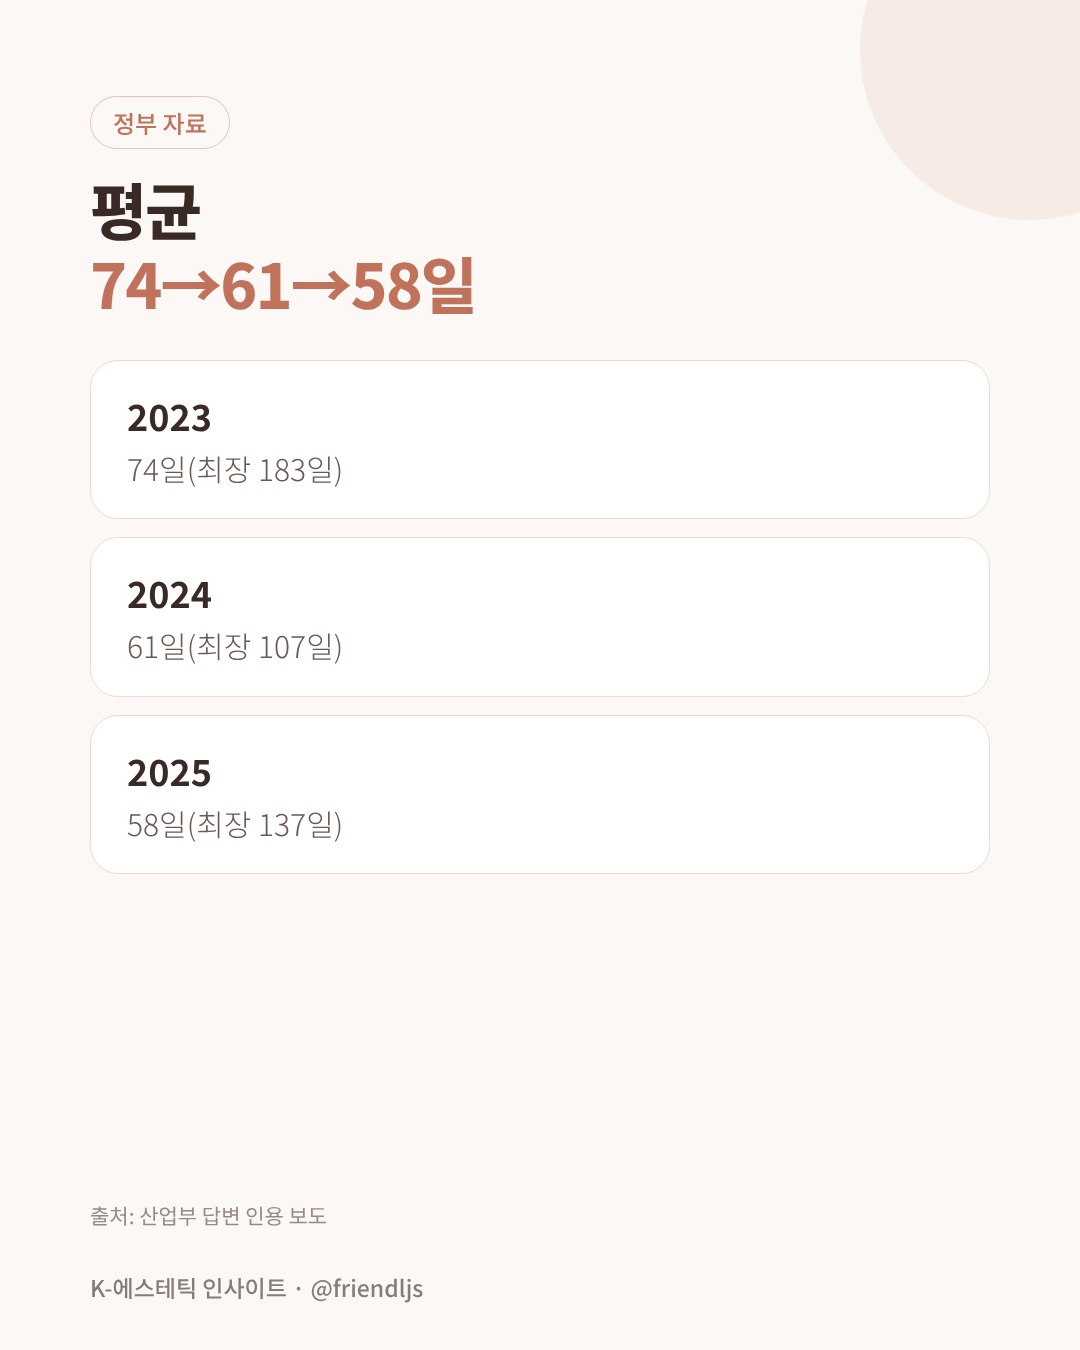 정부 자료
평균
74→61→58일
2023
74일(최장 183일)
2024
61일(최장 107일)
2025
58일(최장 137일)
출처: 산업부 답변 인용 보도
K-에스테틱 인사이트 · @friendljs